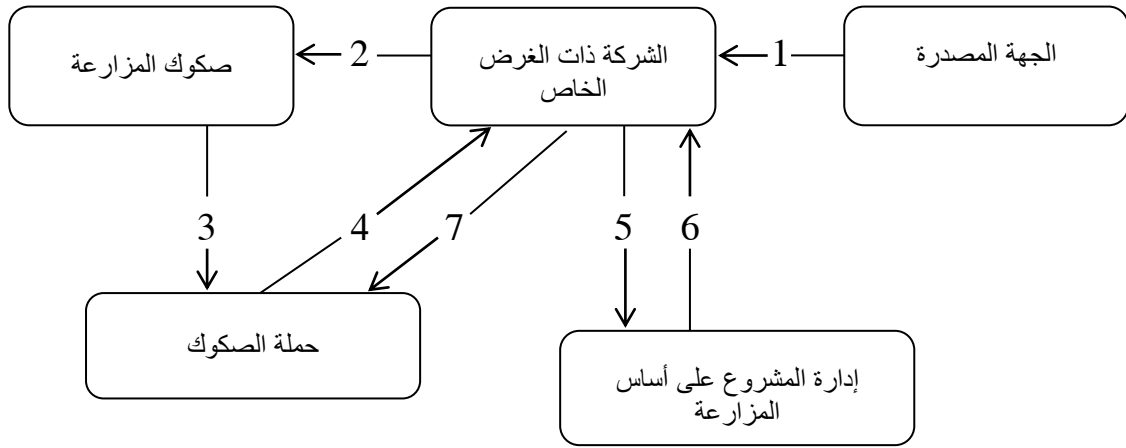 الجهة المصدرة
1
الشركة ذات الغرض
الخاص
2
صكوك المزارعة
3
4
7
5
6
حملة الصكوك
إدارة المشروع على أساس
المزارعة